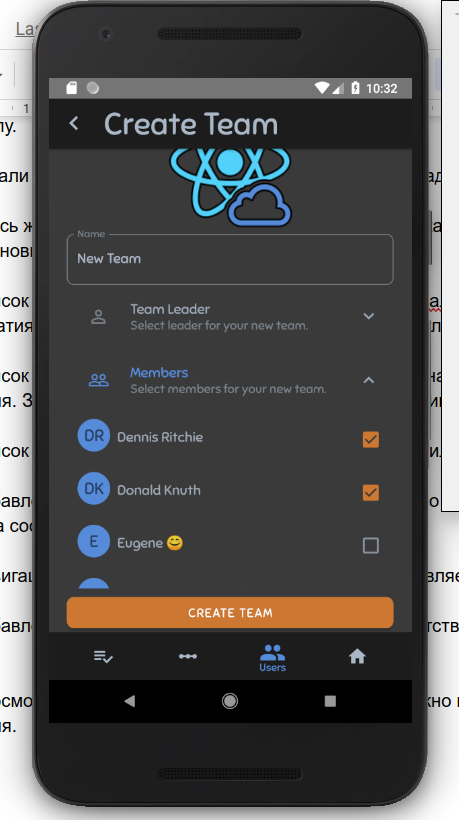 10:32
Create Team
Name
New Team
Team Leader
Select leader for your new team.
Members
Select members for your new team.
DR Dennis Ritchie
DK Donald Knuth
E Eugene 😊
CREATE TEAM
Users